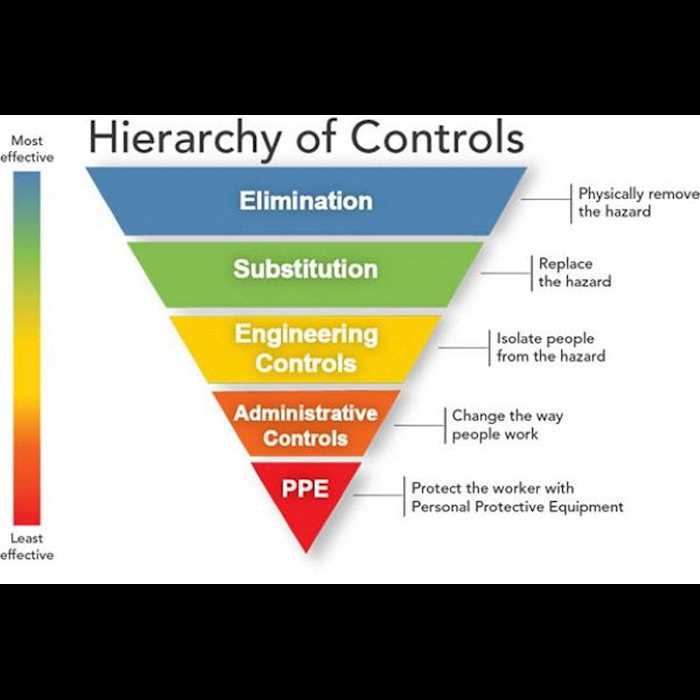 Hierarchy of Controls
Most
effective
Elimination
Physically remove
the hazard
Substitution
Replace
the hazard
Engineering
Controls
Isolate people
from the hazard
Administrative
Controls
Change the way
people work
PPE
Protect the worker with
Personal Protective Equipment
Least
effective